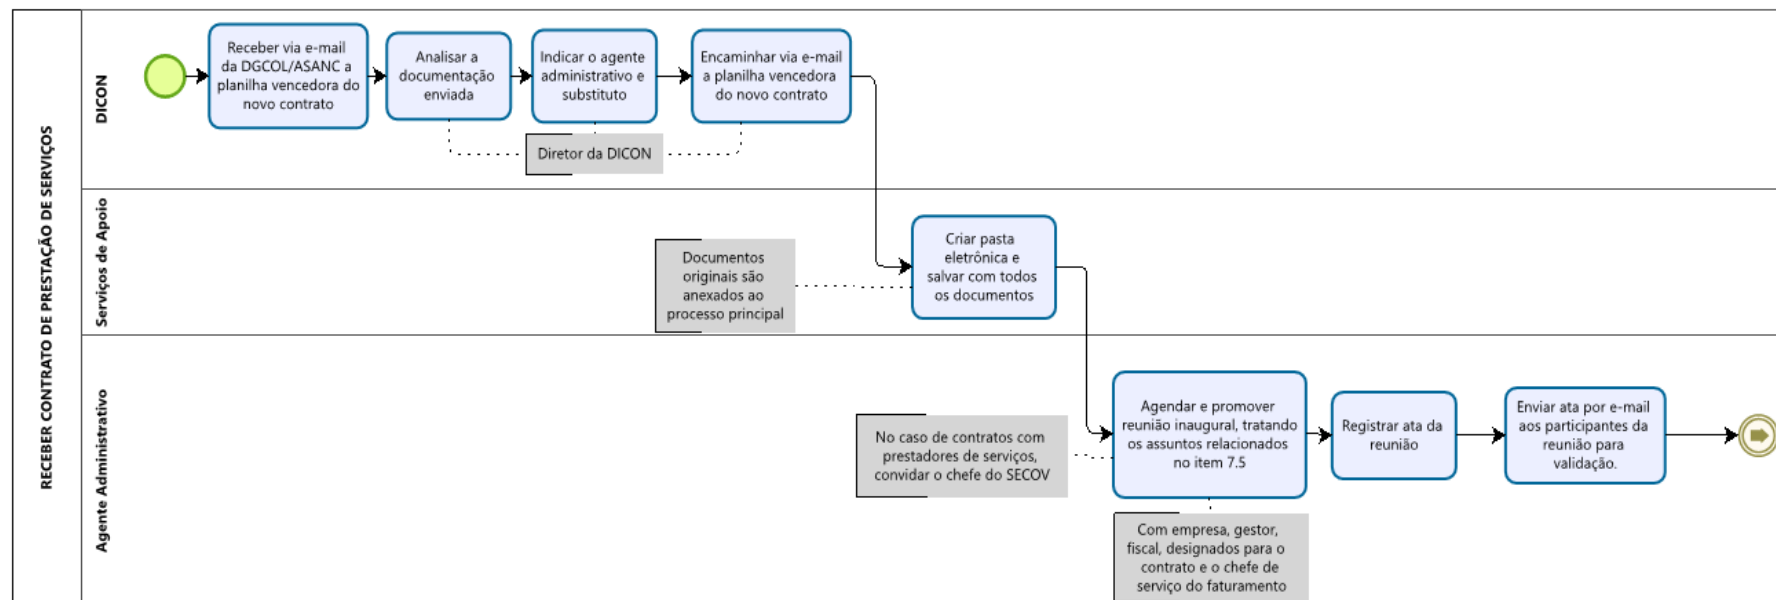 RECEBER CONTRATO DE PRESTAÇÃO DE SERVIÇOS
DICON
Receber via e-mail
da DGCOL/ASANC a
planilha vencedora do
novo contrato
Analisar a
documentação
enviada
Indicar o agente
administrativo e
substituto
Encaminhar via e-mail
a planilha vencedora
do novo contrato
Diretor da DICON
Serviços de Apoio
Documentos
originais são
anexados ao
processo principal
Criar pasta
eletrônica e
salvar com todos
os documentos
Agente Administrativo
No caso de contratos com
prestadores de serviços,
convidar o chefe do SECOV
Agendar e promover
reunião inaugural, tratando
os assuntos relacionados
no item 7.5
Com empresa, gestor,
fiscal, designados para o
contrato e o chefe de
serviço do faturamento
Registrar ata da
reunião
Enviar ata por e-mail
aos participantes da
reunião para
validação.